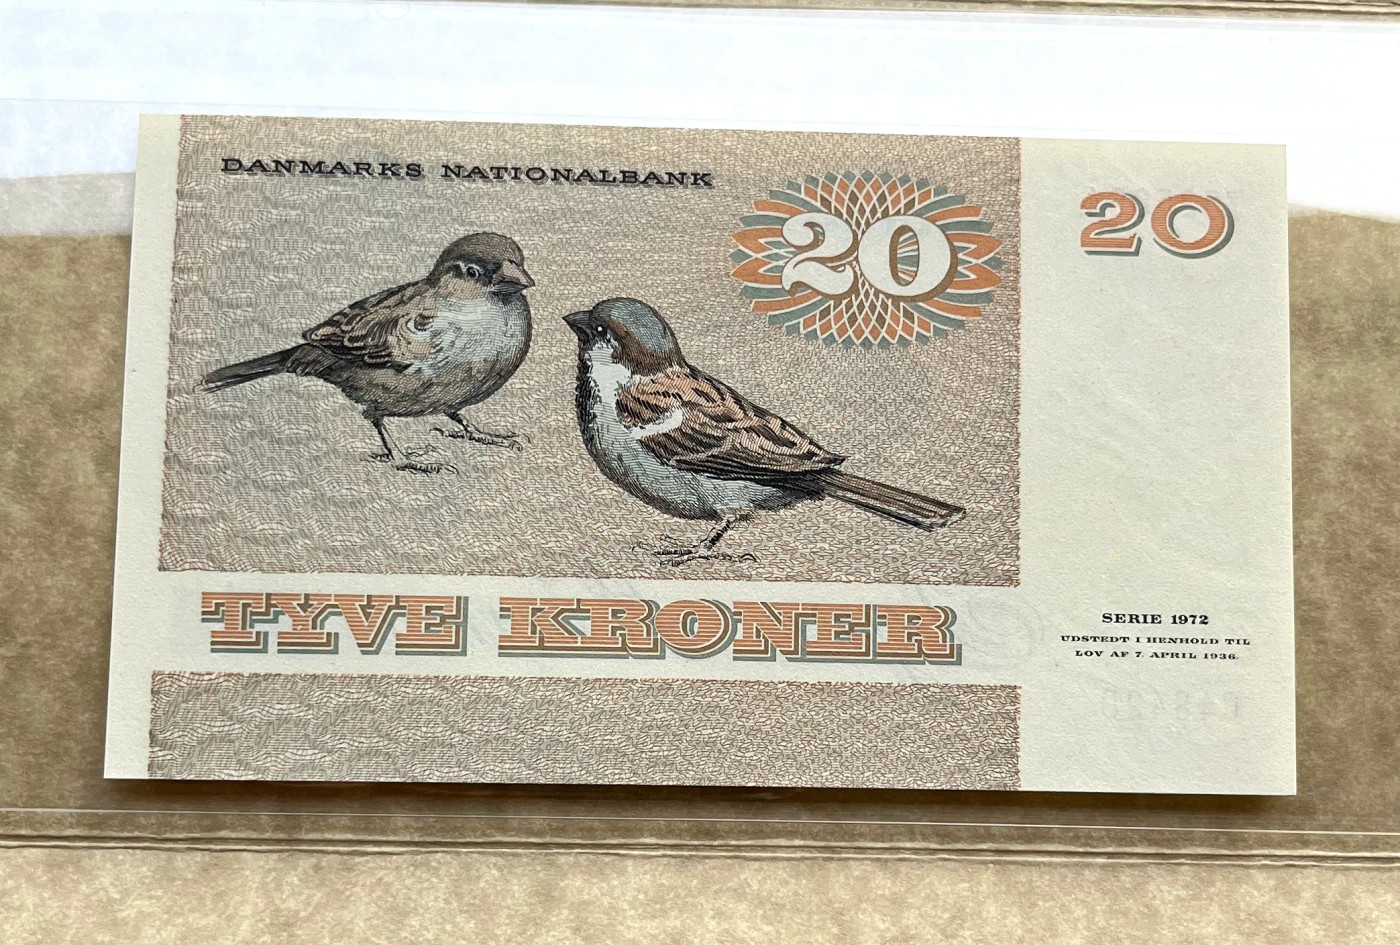 DANMARKS NATIONALBANK
20
20
TYVE KRONER
SERIE 1972
UDSTEDT I HENHOLD TIL
LOV AF 7. APRIL 1936.